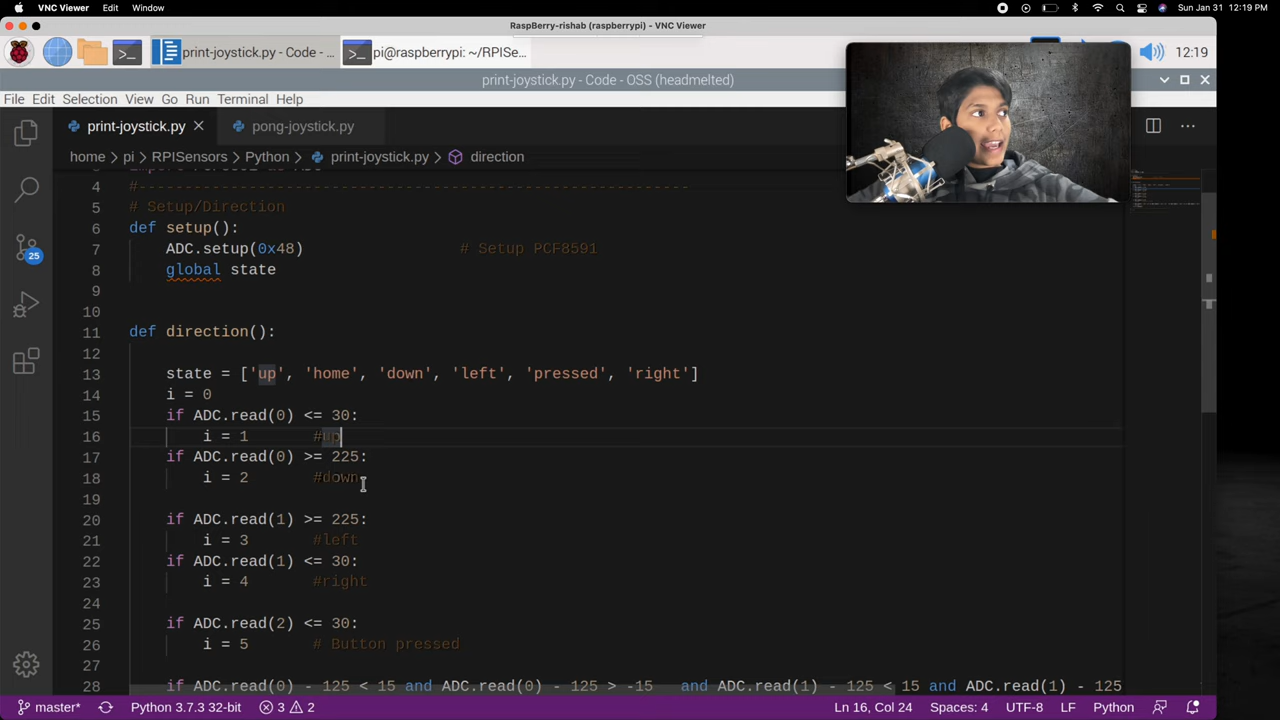 VNC Viewer Edit Window Sun Jan 31 12:19 PM
RaspBerry-rishab (raspberrypi) - VNC Viewer
print-joystick.py - Code - ... pi@raspberrypi: ~/RPISe... 12:19
print-joystick.py - Code - OSS (headmelted)
File Edit Selection View Go Run Terminal Help
print-joystick.py pong-joystick.py
home > pi > RPISensors > Python > print-joystick.py > direction
4 #------------------------------------------------------------
5 # Setup/Direction
6 def setup():
7 ADC.setup(0x48) # Setup PCF8591
8 global state
9
10
11 def direction():
12
13 state = ['up', 'home', 'down', 'left', 'pressed', 'right']
14 i = 0
15 if ADC.read(0) <= 30:
16 i = 1 #up
17 if ADC.read(0) >= 225:
18 i = 2 #down
19
20 if ADC.read(1) >= 225:
21 i = 3 #left
22 if ADC.read(1) <= 30:
23 i = 4 #right
24
25 if ADC.read(2) <= 30:
26 i = 5 # Button pressed
27
28 if ADC.read(0) - 125 < 15 and ADC.read(0) - 125 > -15 and ADC.read(1) - 125 < 15 and ADC.read(1) - 125
25
master* Python 3.7.3 32-bit 3 2 Ln 16, Col 24 Spaces: 4 UTF-8 LF Python